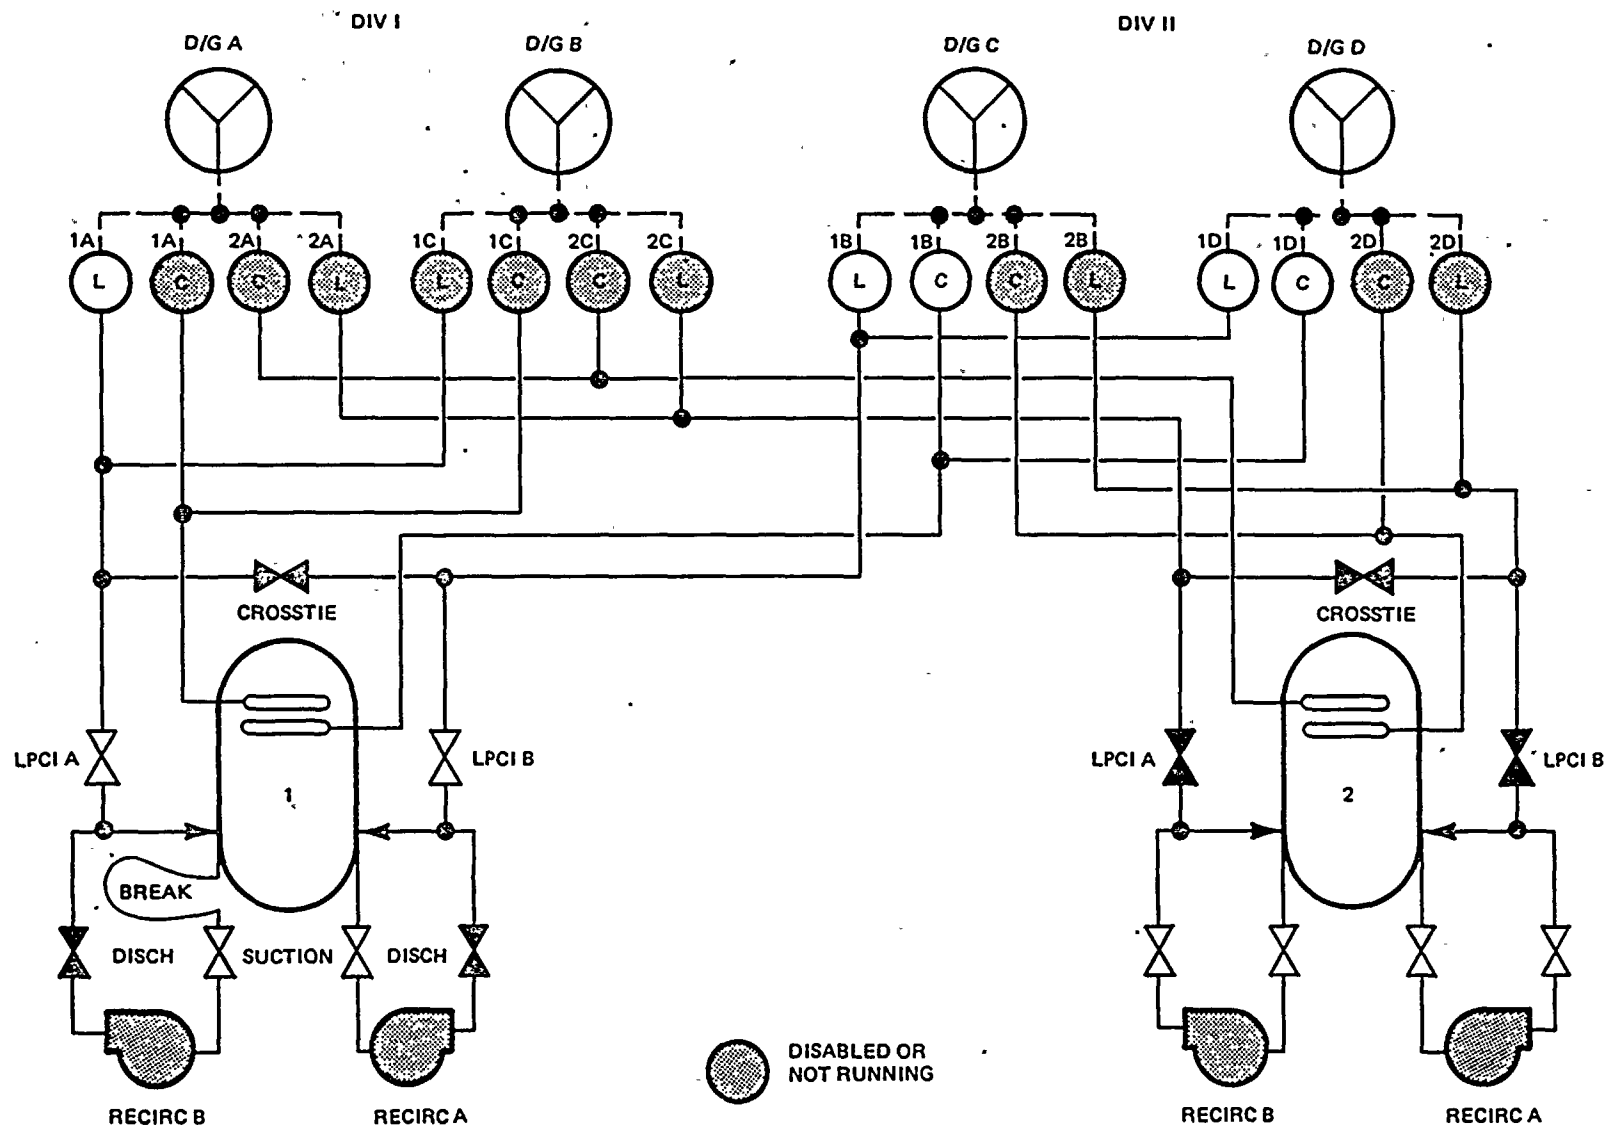 DIV I
DIV II
D/G A
D/G B
D/G C
D/G D
1A 1A 2A 2A
1C 1C 2C 2C
1B 1B 2B 2B
1D 1D 2D 2D
L C C L
L C C L
L C C L
L C C L
CROSSTIE
CROSSTIE
LPCI A
LPCI B
LPCI A
LPCI B
1
2
BREAK
DISCH
SUCTION
DISCH
DISABLED OR
NOT RUNNING
RECIRC B
RECIRC A
RECIRC B
RECIRC A